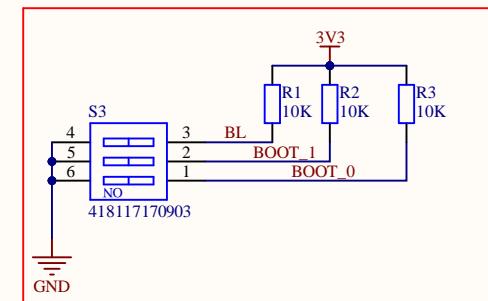 3V3
R1
10K
R2
10K
R3
10K
S3
4
5
6
3
2
1
BL
BOOT_1
BOOT_0
NO
418117170903
GND